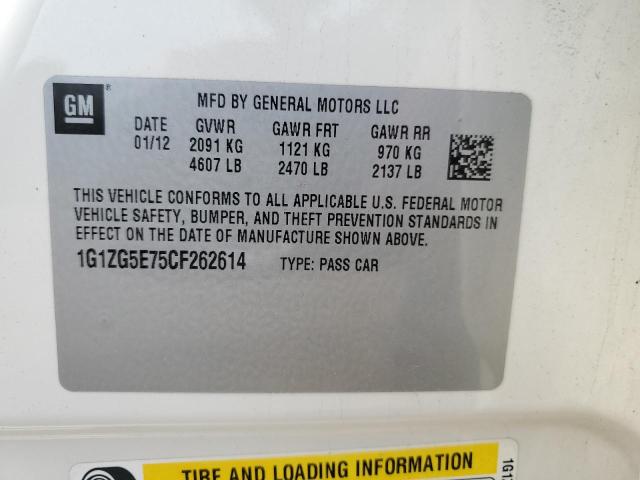 GM
®
MFD BY GENERAL MOTORS LLC
DATE GVWR GAWR FRT GAWR RR
01/12 2091 KG 1121 KG 970 KG
4607 LB 2470 LB 2137 LB
THIS VEHICLE CONFORMS TO ALL APPLICABLE U.S. FEDERAL MOTOR
VEHICLE SAFETY, BUMPER, AND THEFT PREVENTION STANDARDS IN
EFFECT ON THE DATE OF MANUFACTURE SHOWN ABOVE.
1G1ZG5E75CF262614 TYPE: PASS CAR
TIRE AND LOADING INFORMATION